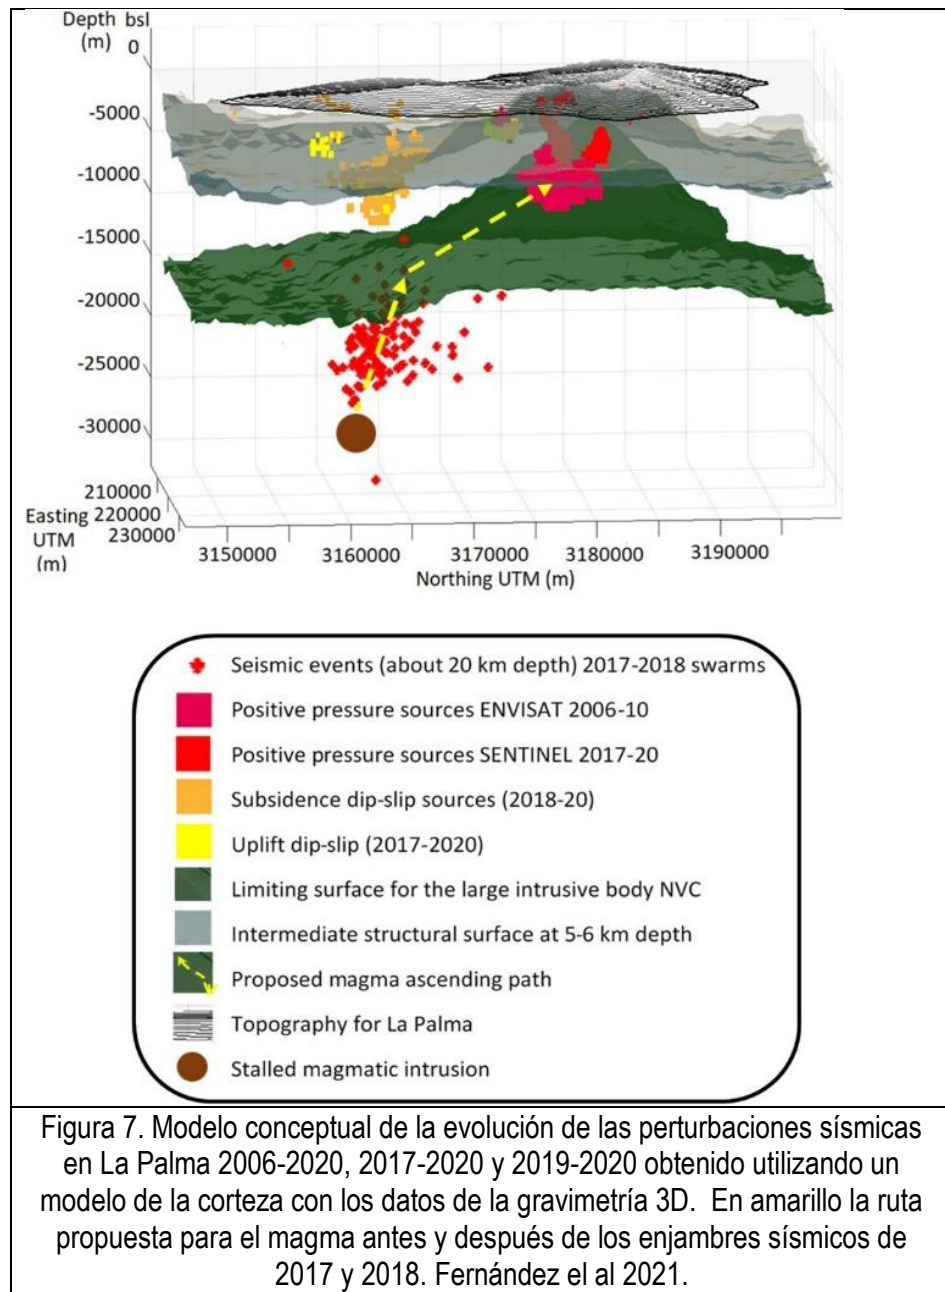 Depth bsl
(m) 0
-5000
-10000
-15000
-20000
-25000
-30000
210000
Easting 220000
UTM 230000
(m)
3150000 3160000 3170000 3180000 3190000
Northing UTM (m)
Seismic events (about 20 km depth) 2017-2018 swarms
Positive pressure sources ENVISAT 2006-10
Positive pressure sources SENTINEL 2017-20
Subsidence dip-slip sources (2018-20)
Uplift dip-slip (2017-2020)
Limiting surface for the large intrusive body NVC
Intermediate structural surface at 5-6 km depth
Proposed magma ascending path
Topography for La Palma
Stalled magmatic intrusion
Figura 7. Modelo conceptual de la evolución de las perturbaciones sísmicas
en La Palma 2006-2020, 2017-2020 y 2019-2020 obtenido utilizando un
modelo de la corteza con los datos de la gravimetría 3D. En amarillo la ruta
propuesta para el magma antes y después de los enjambres sísmicos de
2017 y 2018. Fernández el al 2021.